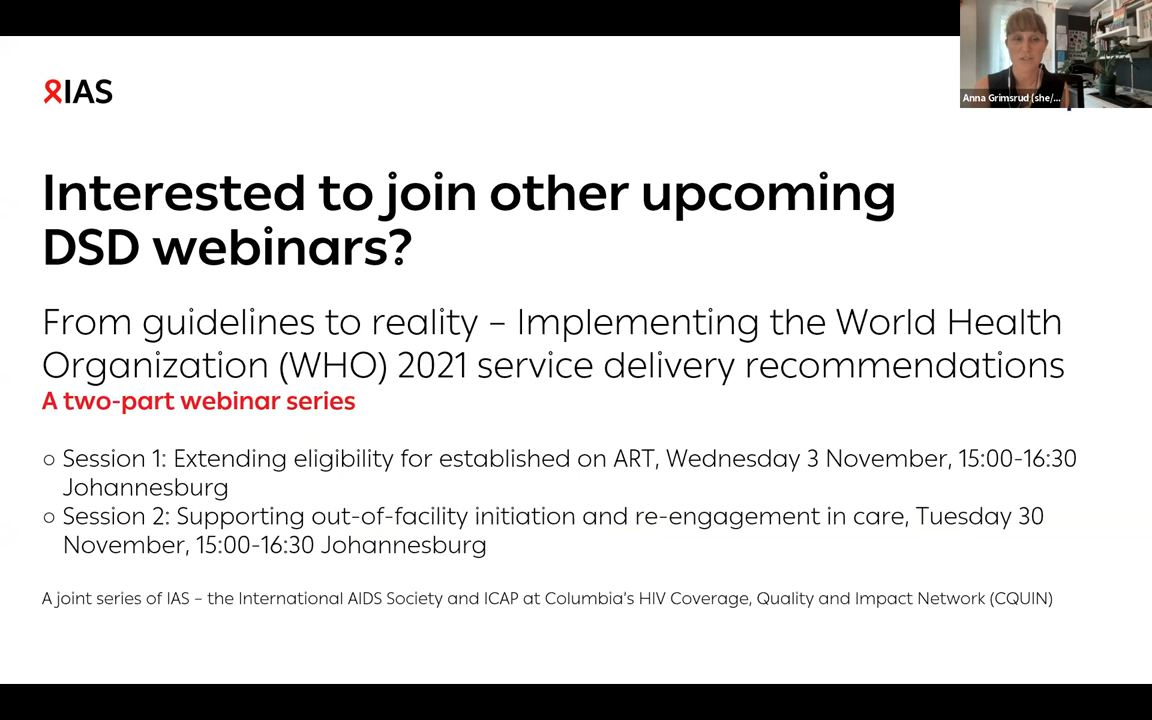 IAS
Anna Grimsrud (she/...
Interested to join other upcoming
DSD webinars?
From guidelines to reality – Implementing the World Health
Organization (WHO) 2021 service delivery recommendations
A two-part webinar series
○ Session 1: Extending eligibility for established on ART, Wednesday 3 November, 15:00-16:30
Johannesburg
○ Session 2: Supporting out-of-facility initiation and re-engagement in care, Tuesday 30
November, 15:00-16:30 Johannesburg
A joint series of IAS – the International AIDS Society and ICAP at Columbia's HIV Coverage, Quality and Impact Network (CQUIN)